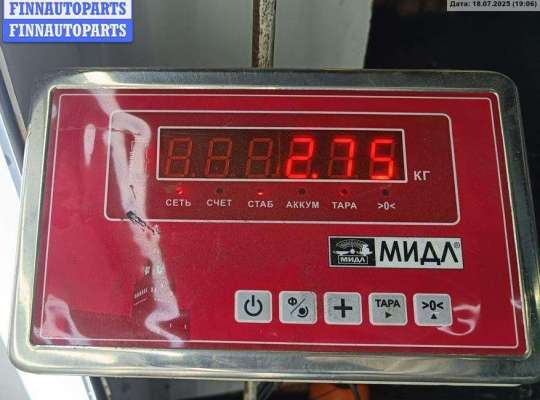 FINNAUTOPARTS
FINNAUTOPARTS
Дата: 18.07.2025 (19:06)
2.75
КГ
СЕТЬ СЧЕТ СТАБ АККУМ ТАРА >0<
МИДЛ МИДЛ®
Ф + ТАРА >0<